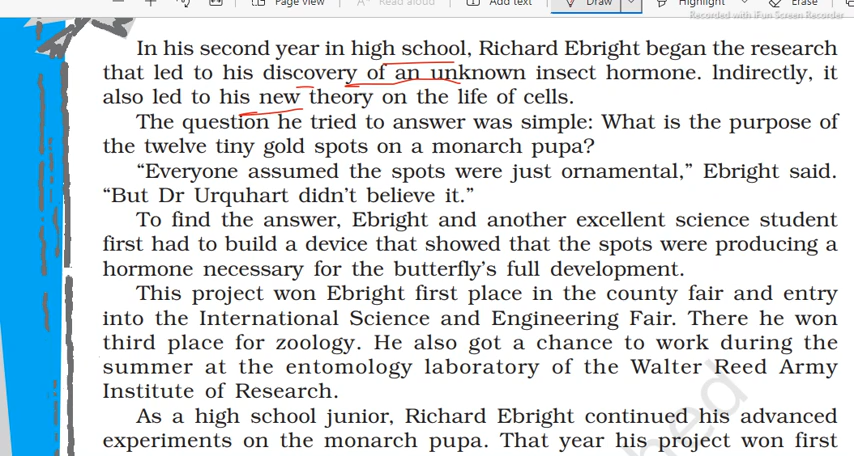 Page view
Read aloud
Add text
Draw
Highlight
Erase
Recorded with iFun Screen Recorder
In his second year in high school, Richard Ebright began the research
that led to his discovery of an unknown insect hormone. Indirectly, it
also led to his new theory on the life of cells.
The question he tried to answer was simple: What is the purpose of
the twelve tiny gold spots on a monarch pupa?
“Everyone assumed the spots were just ornamental,” Ebright said.
“But Dr Urquhart didn’t believe it.”
To find the answer, Ebright and another excellent science student
first had to build a device that showed that the spots were producing a
hormone necessary for the butterfly’s full development.
This project won Ebright first place in the county fair and entry
into the International Science and Engineering Fair. There he won
third place for zoology. He also got a chance to work during the
summer at the entomology laboratory of the Walter Reed Army
Institute of Research.
As a high school junior, Richard Ebright continued his advanced
experiments on the monarch pupa. That year his project won first